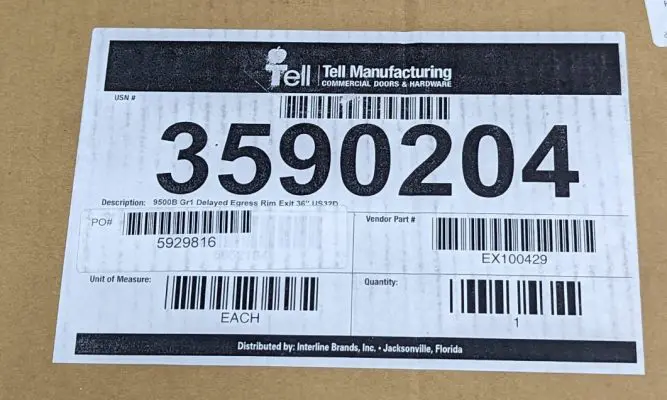 Tell | Tell Manufacturing
COMMERCIAL DOORS & HARDWARE
USN #
3590204
Description: 9500B Gr1 Delayed Egress Rim Exit 36" US32D
PO#
5929816
Vendor Part #
EX100429
Unit of Measure:
EACH
Quantity:
1
Distributed by: Interline Brands, Inc. • Jacksonville, Florida